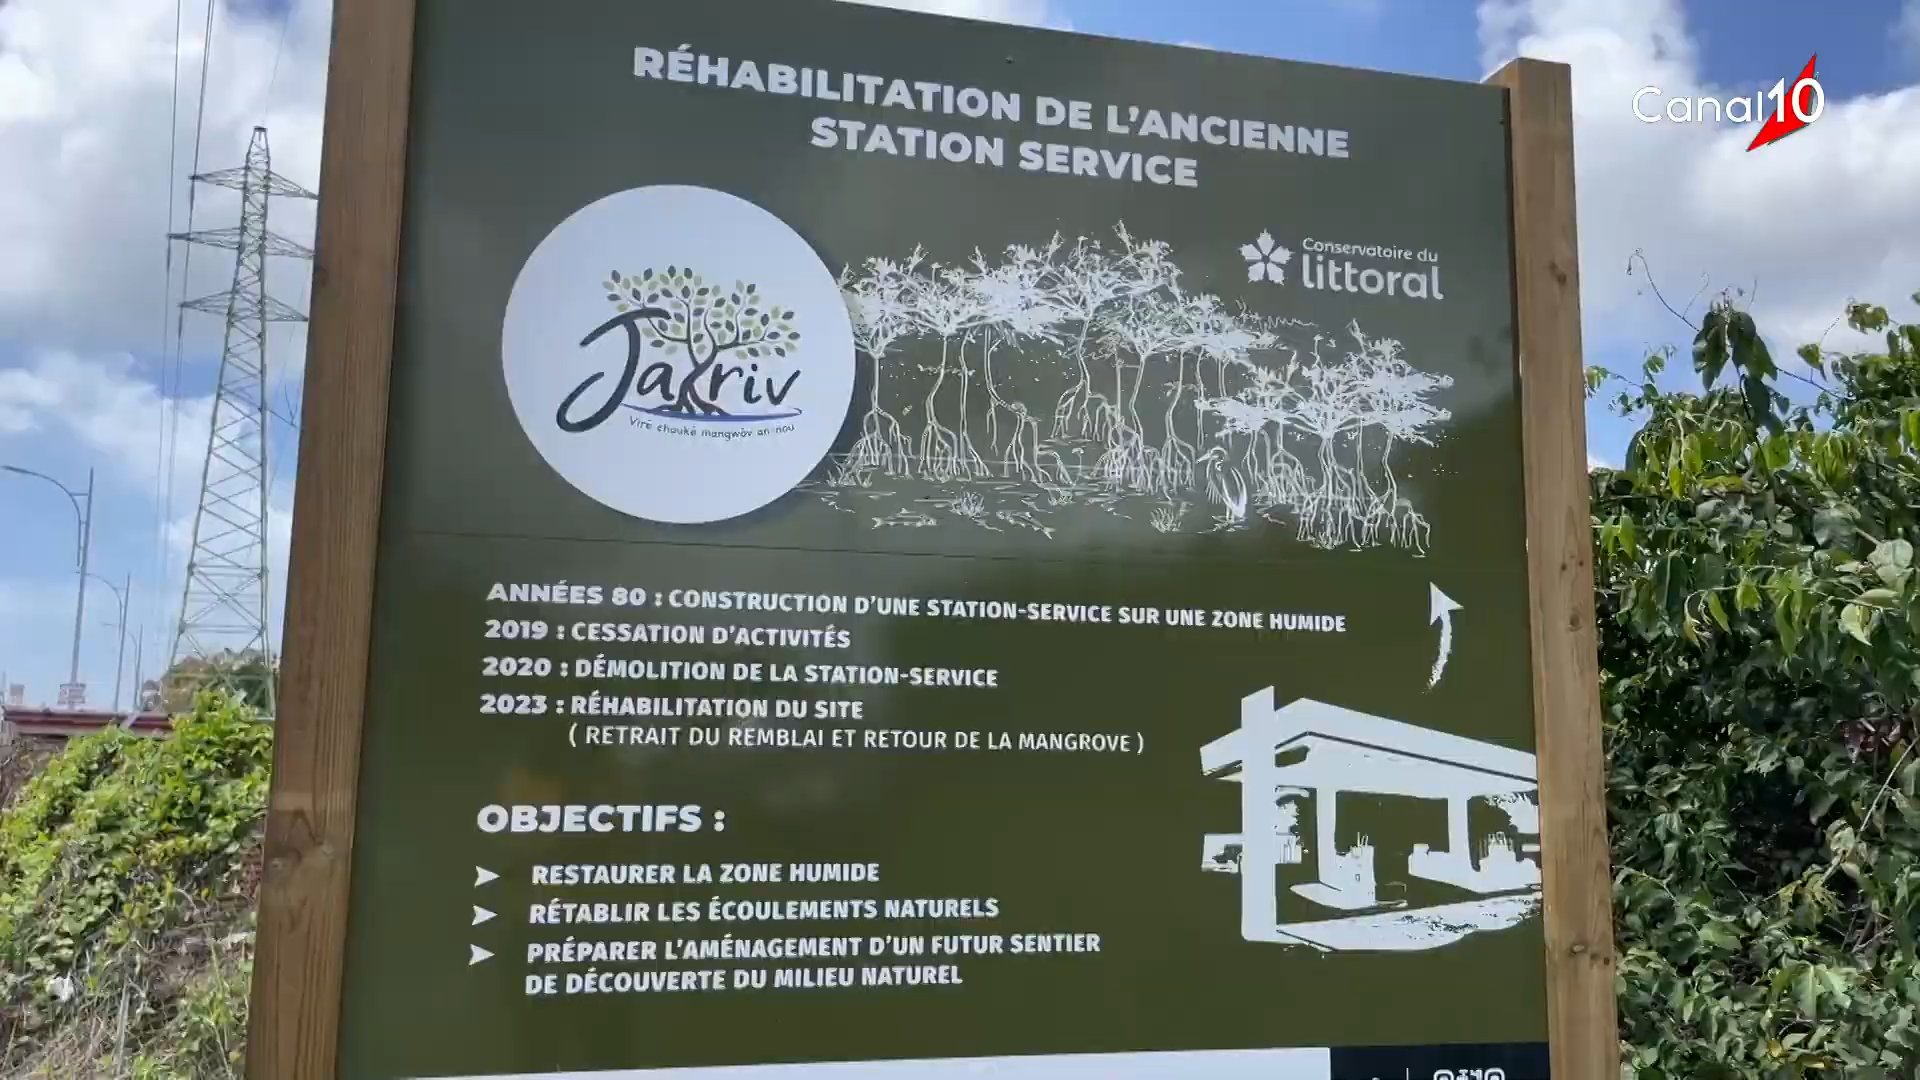 Canal10
RÉHABILITATION DE L'ANCIENNE
STATION SERVICE
Conservatoire du
littoral
Jaxriv
Viré chouké mangwòv an nou
ANNÉES 80 : CONSTRUCTION D'UNE STATION-SERVICE SUR UNE ZONE HUMIDE
2019 : CESSATION D'ACTIVITÉS
2020 : DÉMOLITION DE LA STATION-SERVICE
2023 : RÉHABILITATION DU SITE
( RETRAIT DU REMBLAI ET RETOUR DE LA MANGROVE )
OBJECTIFS :
➤ RESTAURER LA ZONE HUMIDE
➤ RÉTABLIR LES ÉCOULEMENTS NATURELS
➤ PRÉPARER L'AMÉNAGEMENT D'UN FUTUR SENTIER
DE DÉCOUVERTE DU MILIEU NATUREL